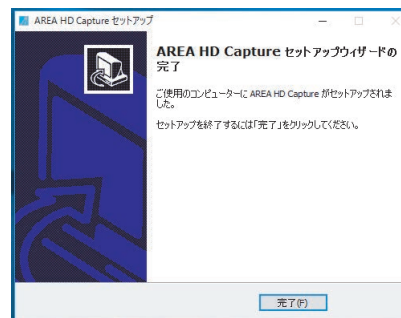 AREA HD Capture セットアップ
AREA HD Capture セットアップウィザードの
完了
ご使用のコンピューターに AREA HD Capture がセットアップされま
した。
セットアップを終了するには「完了」をクリックしてください。
完了(F)